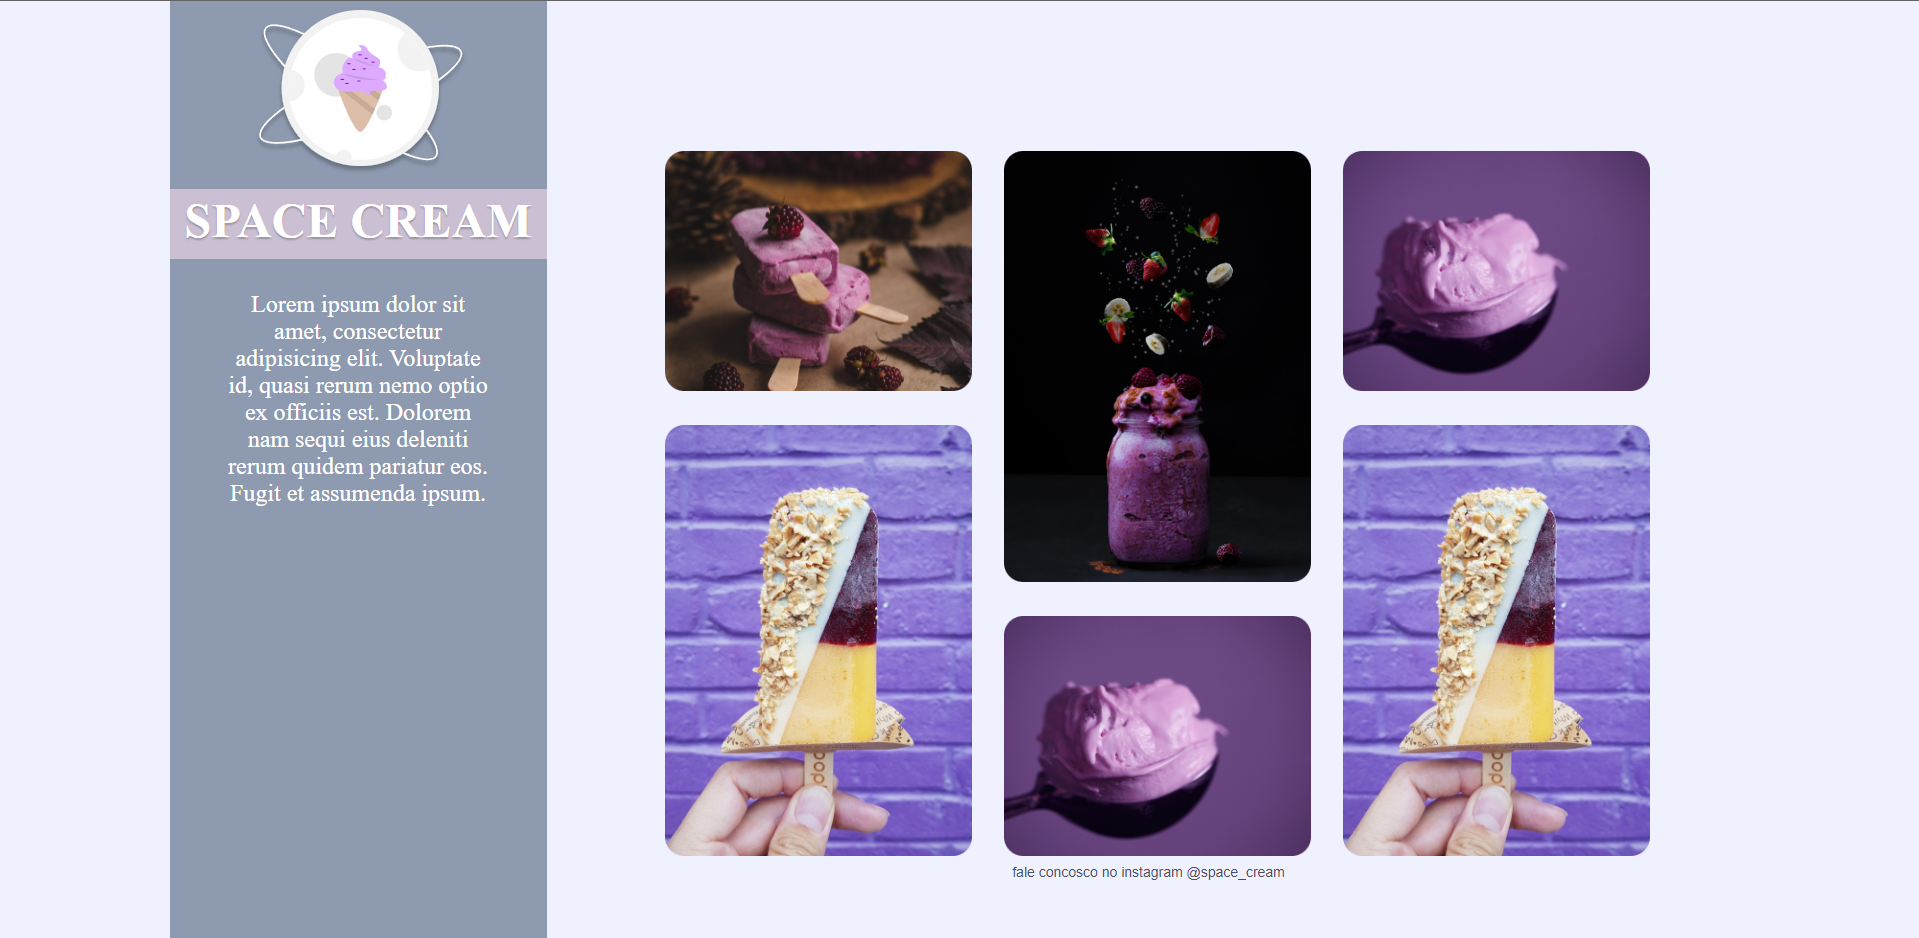 SPACE CREAM
Lorem ipsum dolor sit
amet, consectetur
adipisicing elit. Voluptate
id, quasi rerum nemo optio
ex officiis est. Dolorem
nam sequi eius deleniti
rerum quidem pariatur eos.
Fugit et assumenda ipsum.
fale concosco no instagram @space_cream